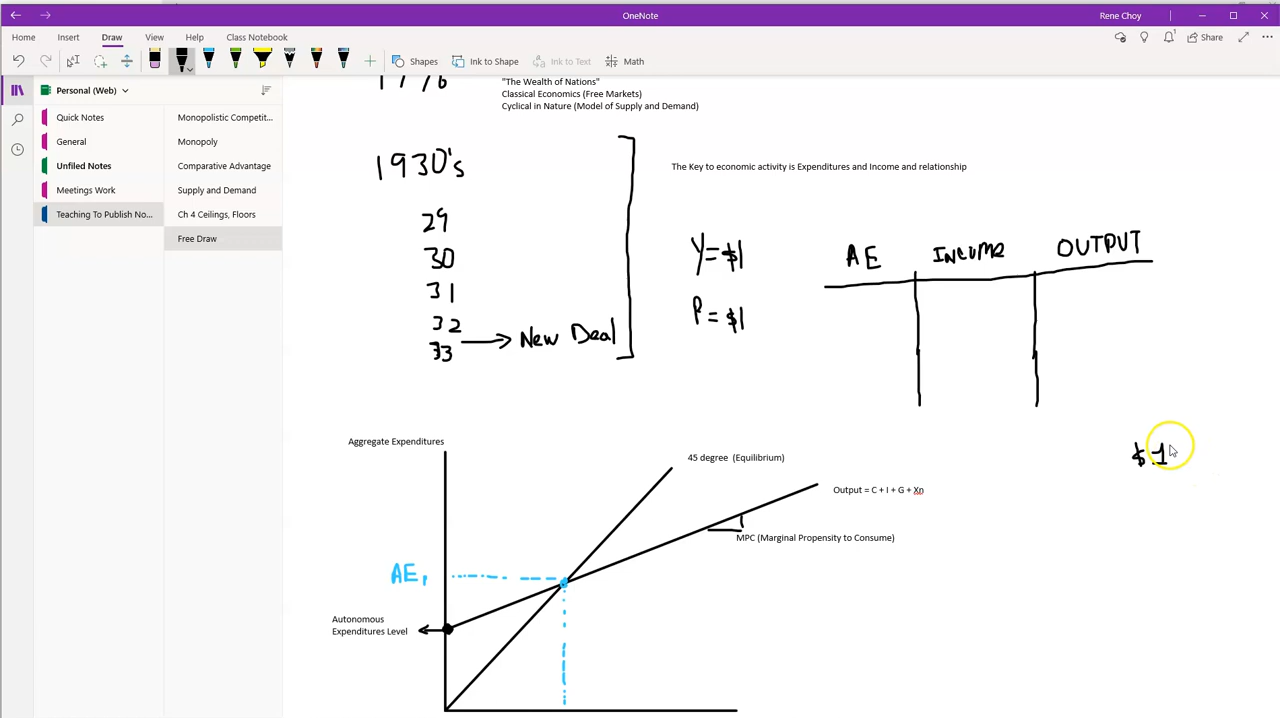 OneNote
Rene Choy
Home
Insert
Draw
View
Help
Class Notebook
Share
Shapes
Ink to Shape
Ink to Text
Math
Personal (Web)
Quick Notes
General
Unfiled Notes
Meetings Work
Teaching To Publish No...
Monopolistic Competit...
Monopoly
Comparative Advantage
Supply and Demand
Ch 4 Ceilings, Floors
Free Draw
1776
"The Wealth of Nations"
Classical Economics (Free Markets)
Cyclical in Nature (Model of Supply and Demand)
1930's
29
30
31
32
33
New Deal
The Key to economic activity is Expenditures and Income and relationship
Y = $1
P = $1
AE INCOME OUTPUT
$1
Aggregate Expenditures
45 degree (Equilibrium)
Output = C + I + G + Xn
MPC (Marginal Propensity to Consume)
AE,
Autonomous
Expenditures Level